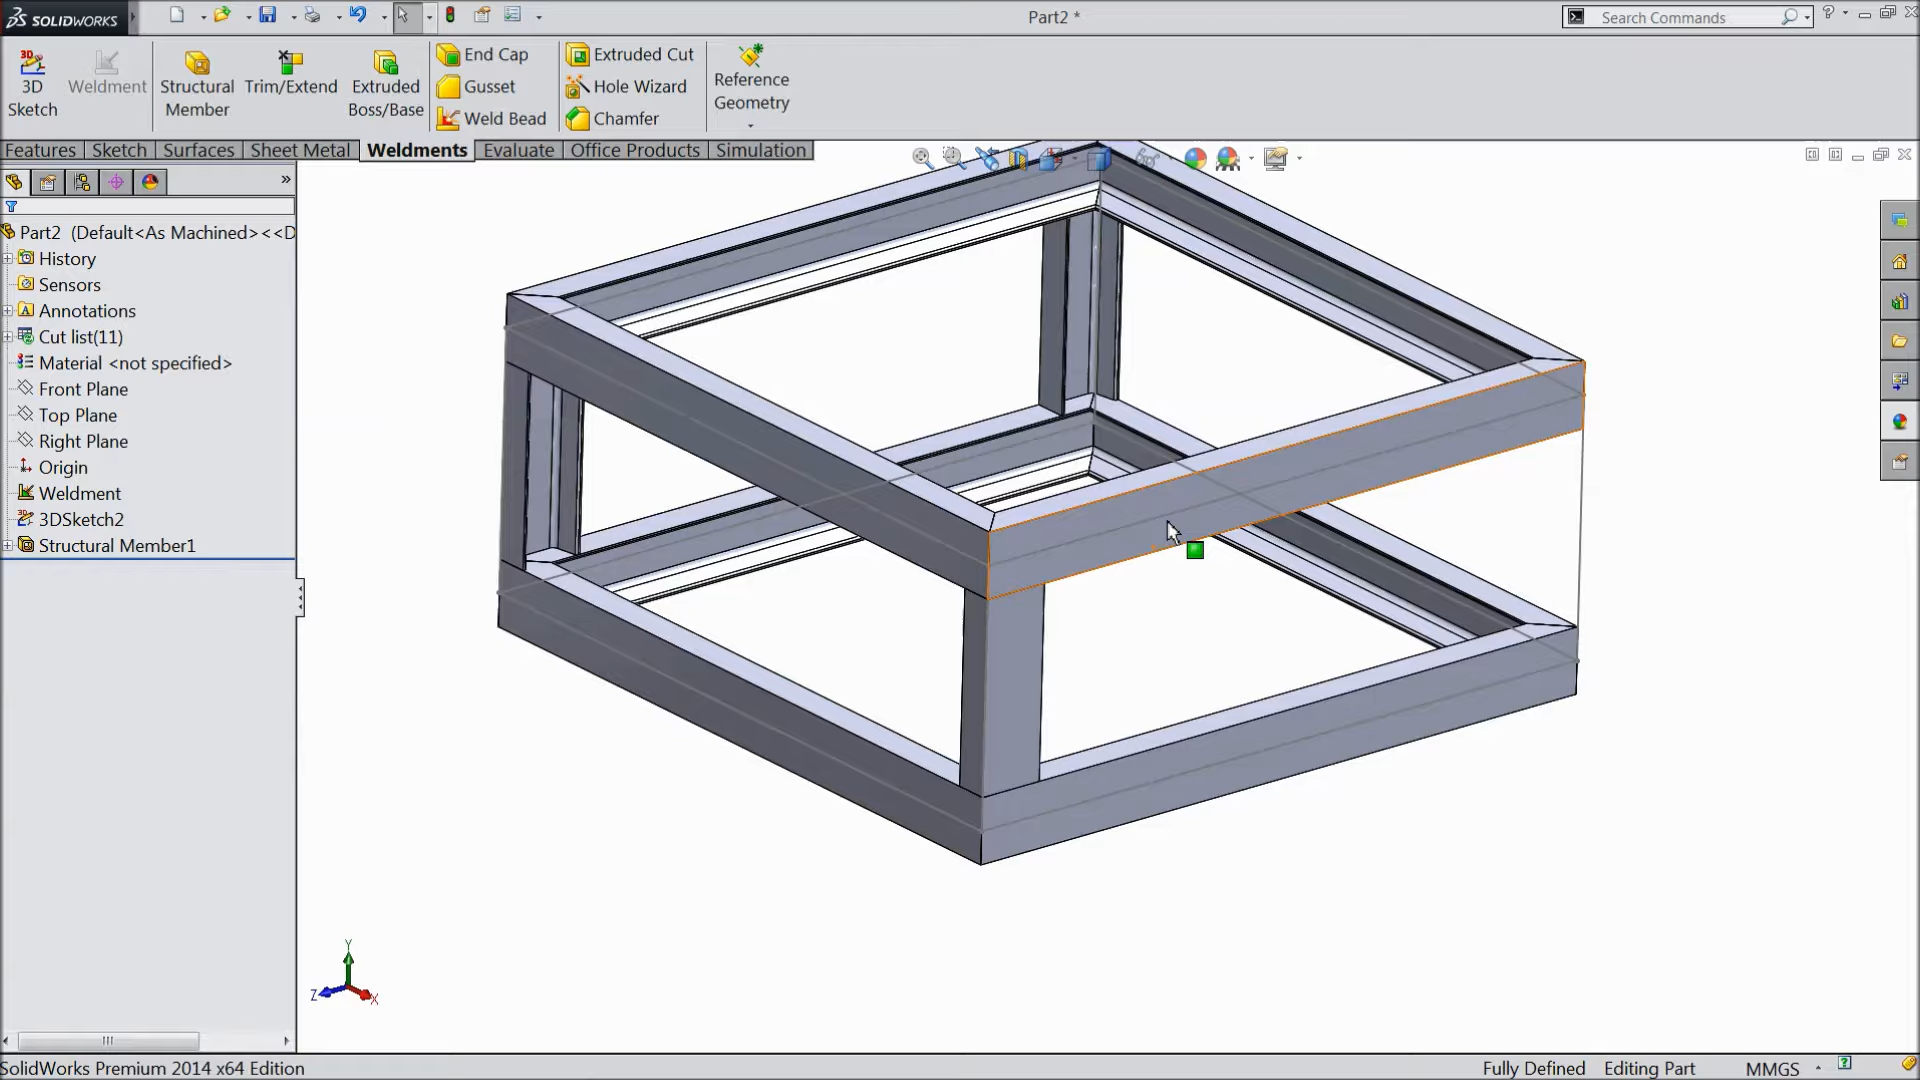 SOLIDWORKS
Part2 *
Search Commands
3D Sketch
Weldment
Structural Member
Trim/Extend
Extruded Boss/Base
End Cap
Gusset
Weld Bead
Extruded Cut
Hole Wizard
Chamfer
Reference Geometry
Features
Sketch
Surfaces
Sheet Metal
Weldments
Evaluate
Office Products
Simulation
Part2 (Default<As Machined><<D
History
Sensors
Annotations
Cut list(11)
Material <not specified>
Front Plane
Top Plane
Right Plane
Origin
Weldment
3DSketch2
Structural Member1
Y
Z
X
SolidWorks Premium 2014 x64 Edition
Fully Defined
Editing Part
MMGS